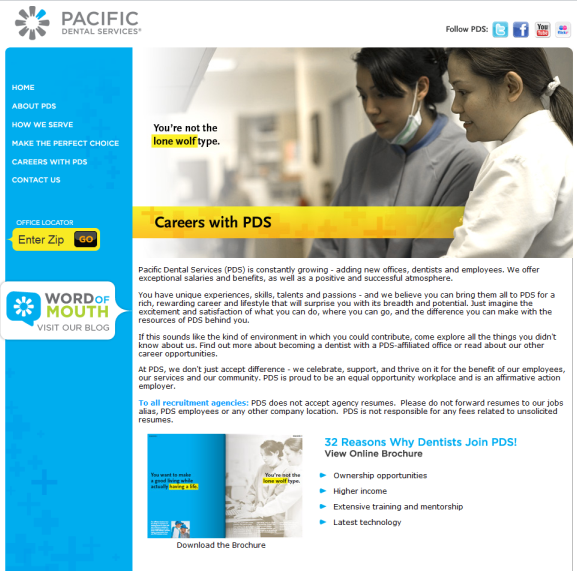 PACIFIC
DENTAL SERVICES®
Follow PDS:
You Tube
flickr
HOME
ABOUT PDS
HOW WE SERVE
MAKE THE PERFECT CHOICE
CAREERS WITH PDS
CONTACT US
OFFICE LOCATOR
Enter Zip GO
WORD OF
MOUTH
VISIT OUR BLOG
You're not the
lone wolf type.
Careers with PDS
Pacific Dental Services (PDS) is constantly growing - adding new offices, dentists and employees. We offer
exceptional salaries and benefits, as well as a positive and successful atmosphere.
You have unique experiences, skills, talents and passions - and we believe you can bring them all to PDS for a
rich, rewarding career and lifestyle that will surprise you with its breadth and potential. Just imagine the
excitement and satisfaction of what you can do, where you can go, and the difference you can make with the
resources of PDS behind you.
If this sounds like the kind of environment in which you could contribute, come explore all the things you didn't
know about us. Find out more about becoming a dentist with a PDS-affiliated office or read about our other
career opportunities.
At PDS, we don't just accept difference - we celebrate, support, and thrive on it for the benefit of our employees,
our services and our community. PDS is proud to be an equal opportunity workplace and is an affirmative action
employer.
To all recruitment agencies: PDS does not accept agency resumes. Please do not forward resumes to our jobs
alias, PDS employees or any other company location. PDS is not responsible for any fees related to unsolicited
resumes.
You want to make
a good living while
actually having a life.
You're not the
lone wolf type.
Download the Brochure
32 Reasons Why Dentists Join PDS!
View Online Brochure
Ownership opportunities
Higher income
Extensive training and mentorship
Latest technology